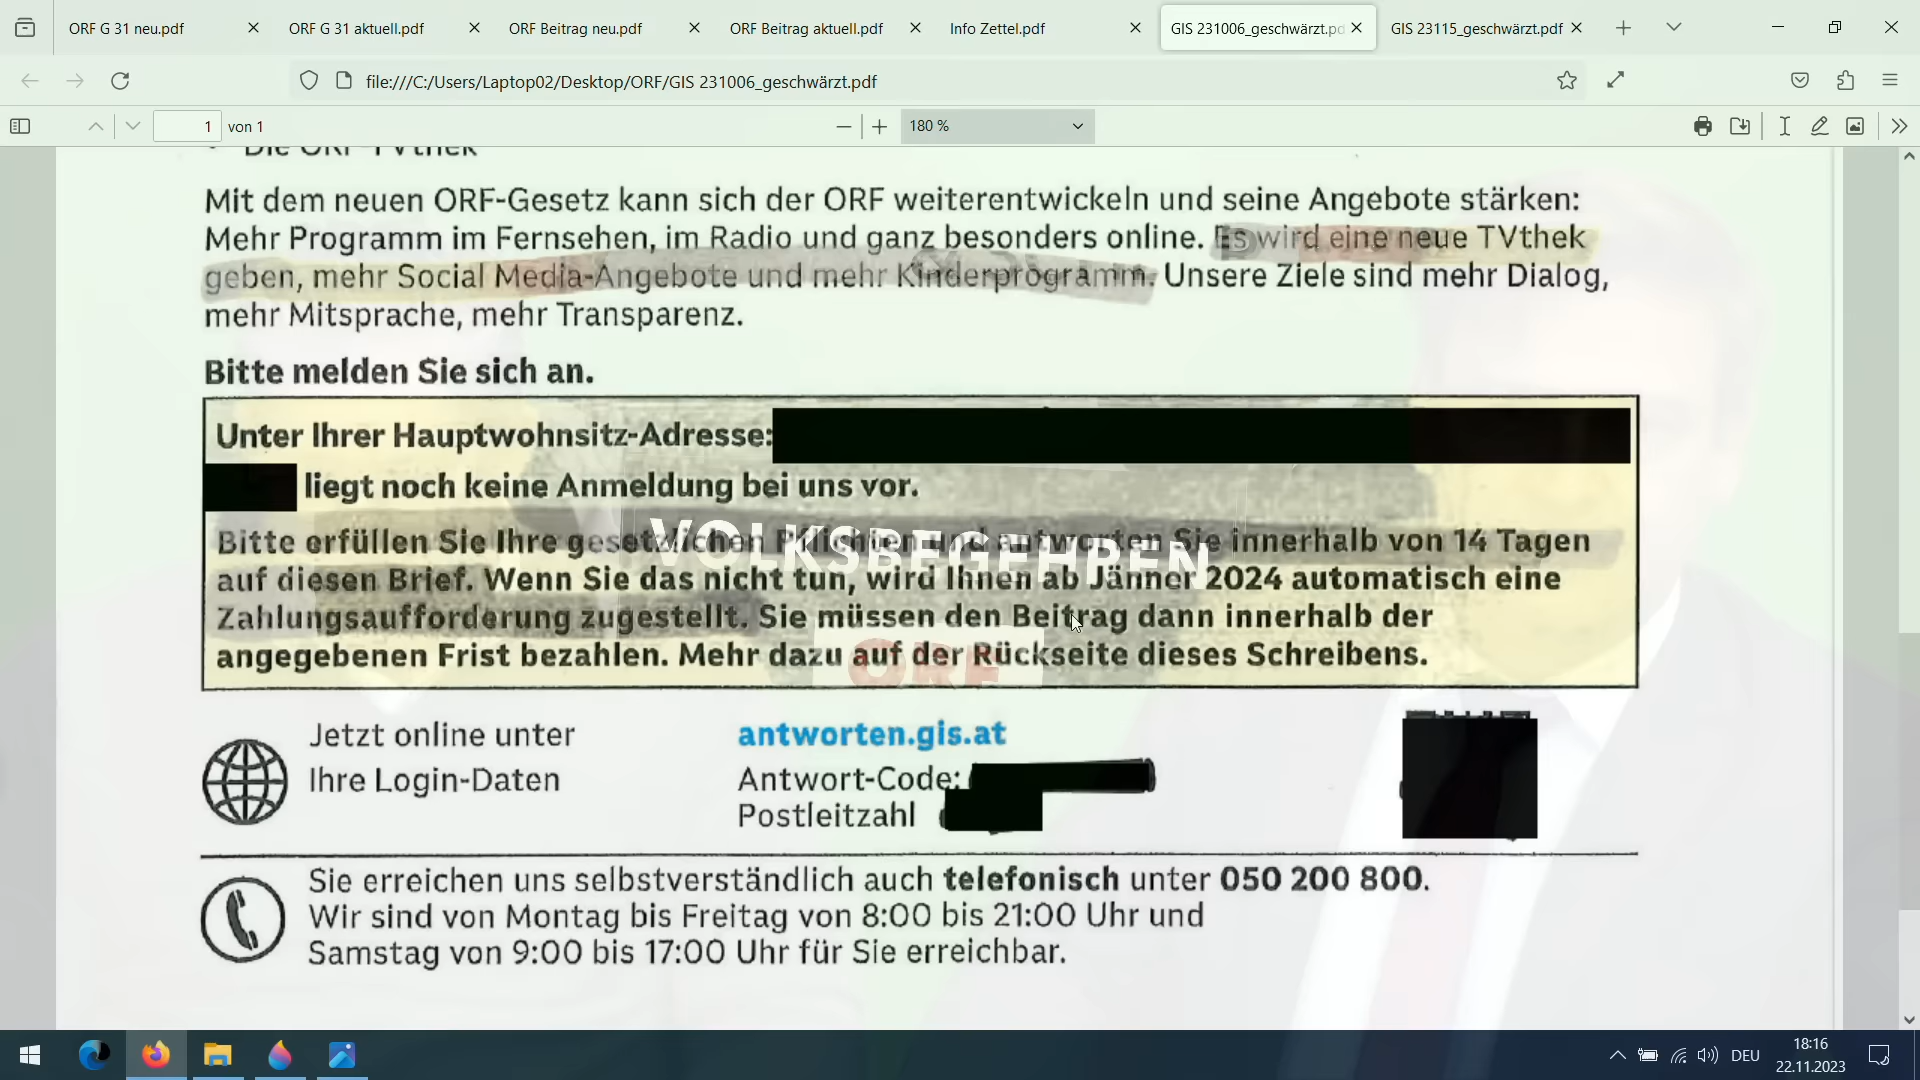 ORF G 31 neu.pdf
ORF G 31 aktuell.pdf
ORF Beitrag neu.pdf
ORF Beitrag aktuell.pdf
Info Zettel.pdf
GIS 231006_geschwärzt.pd
GIS 23115_geschwärzt.pdf
file:///C:/Users/Laptop02/Desktop/ORF/GIS 231006_geschwärzt.pdf
1 von 1
180 %
Die ORF-TVthek
Mit dem neuen ORF-Gesetz kann sich der ORF weiterentwickeln und seine Angebote stärken:
Mehr Programm im Fernsehen, im Radio und ganz besonders online. Es wird eine neue TVthek
geben, mehr Social Media-Angebote und mehr Kinderprogramm. Unsere Ziele sind mehr Dialog,
mehr Mitsprache, mehr Transparenz.
Bitte melden Sie sich an.
Unter Ihrer Hauptwohnsitz-Adresse:
liegt noch keine Anmeldung bei uns vor.
Bitte erfüllen Sie Ihre gesetzlichen Pflichten und antworten Sie innerhalb von 14 Tagen
VOLKSBEGEHREN
auf diesen Brief. Wenn Sie das nicht tun, wird Ihnen ab Jänner 2024 automatisch eine
Zahlungsaufforderung zugestellt. Sie müssen den Beitrag dann innerhalb der
angegebenen Frist bezahlen. Mehr dazu auf der Rückseite dieses Schreibens.
ORF
Jetzt online unter antworten.gis.at
Ihre Login-Daten Antwort-Code:
Postleitzahl
Sie erreichen uns selbstverständlich auch telefonisch unter 050 200 800.
Wir sind von Montag bis Freitag von 8:00 bis 21:00 Uhr und
Samstag von 9:00 bis 17:00 Uhr für Sie erreichbar.
DEU
18:16
22.11.2023